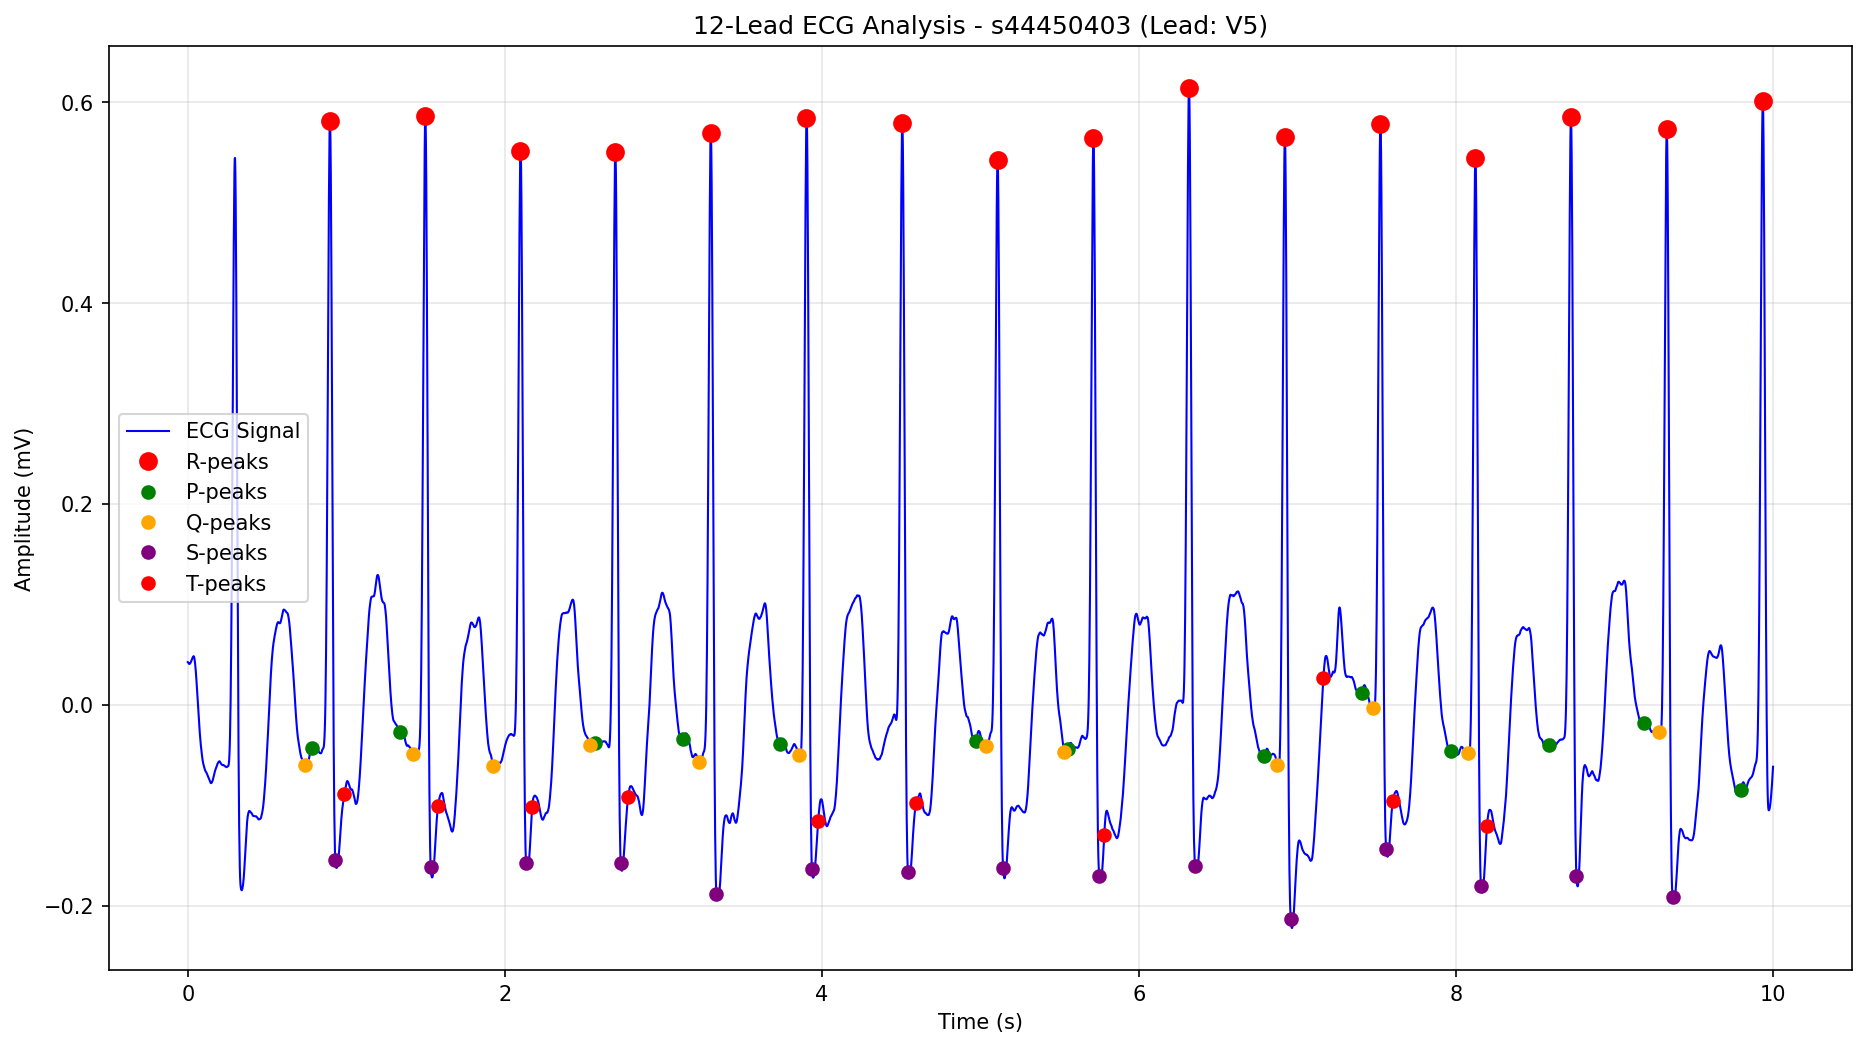 12-Lead ECG Analysis - s44450403 (Lead: V5)
Amplitude (mV)
0.6
0.4
0.2
0.0
−0.2
ECG Signal
R-peaks
P-peaks
Q-peaks
S-peaks
T-peaks
0 2 4 6 8 10
Time (s)